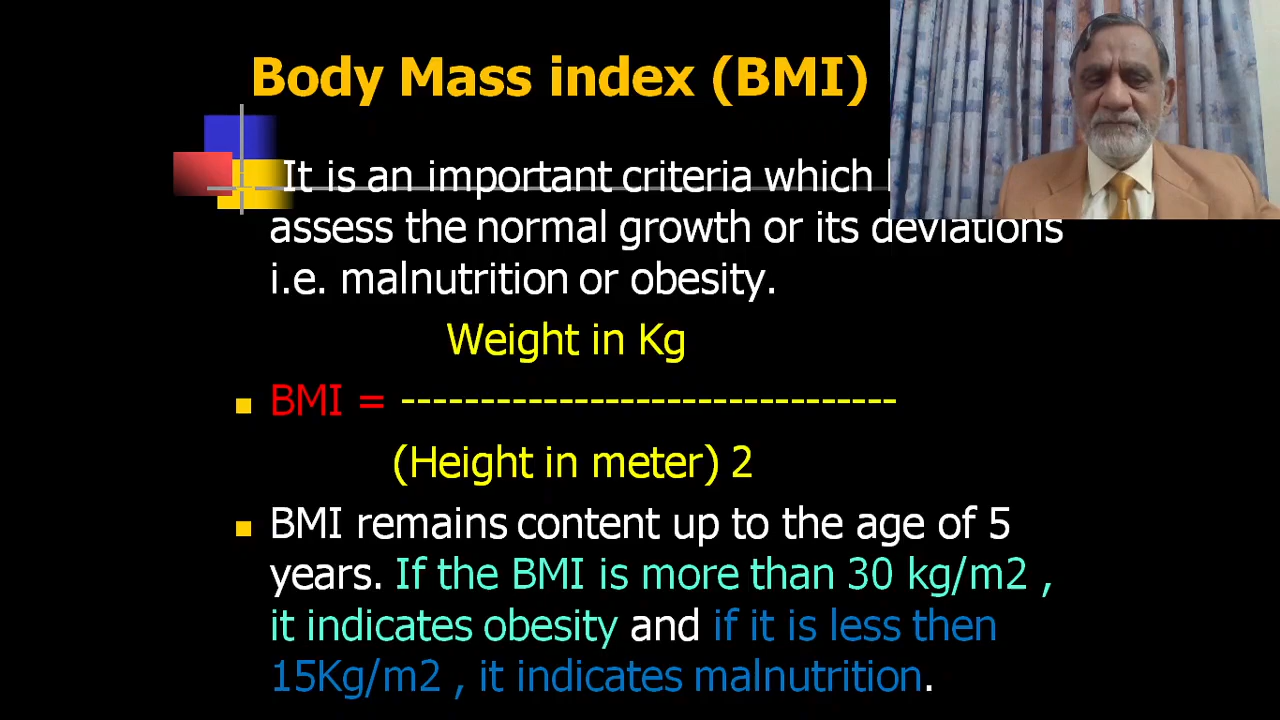 Body Mass index (BMI)
It is an important criteria which
assess the normal growth or its deviations
i.e. malnutrition or obesity.
Weight in Kg
BMI = -------------------------------
(Height in meter) 2
BMI remains content up to the age of 5
years. If the BMI is more than 30 kg/m2 ,
it indicates obesity and if it is less then
15Kg/m2 , it indicates malnutrition.